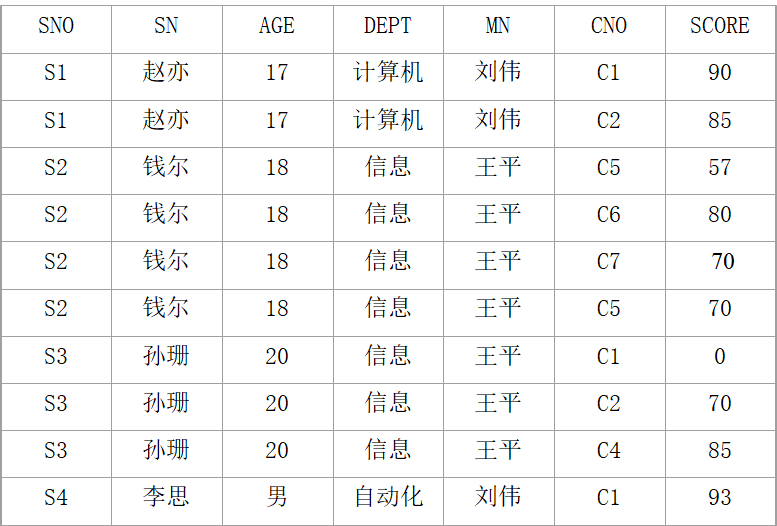 SNO SN AGE DEPT MN CNO SCORE
S1 赵亦 17 计算机 刘伟 C1 90
S1 赵亦 17 计算机 刘伟 C2 85
S2 钱尔 18 信息 王平 C5 57
S2 钱尔 18 信息 王平 C6 80
S2 钱尔 18 信息 王平 C7 70
S2 钱尔 18 信息 王平 C5 70
S3 孙珊 20 信息 王平 C1 0
S3 孙珊 20 信息 王平 C2 70
S3 孙珊 20 信息 王平 C4 85
S4 李思 男 自动化 刘伟 C1 93